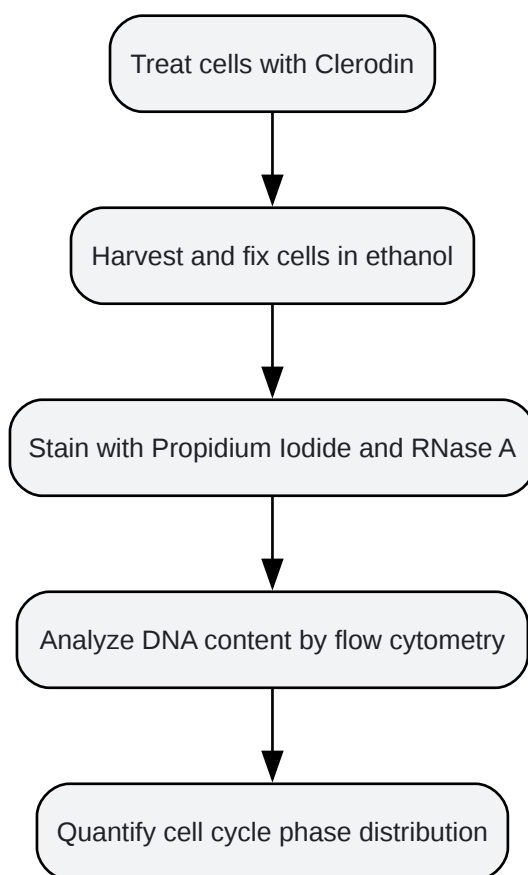 Treat cells with Clerodin
Harvest and fix cells in ethanol
Stain with Propidium Iodide and RNase A
Analyze DNA content by flow cytometry
Quantify cell cycle phase distribution